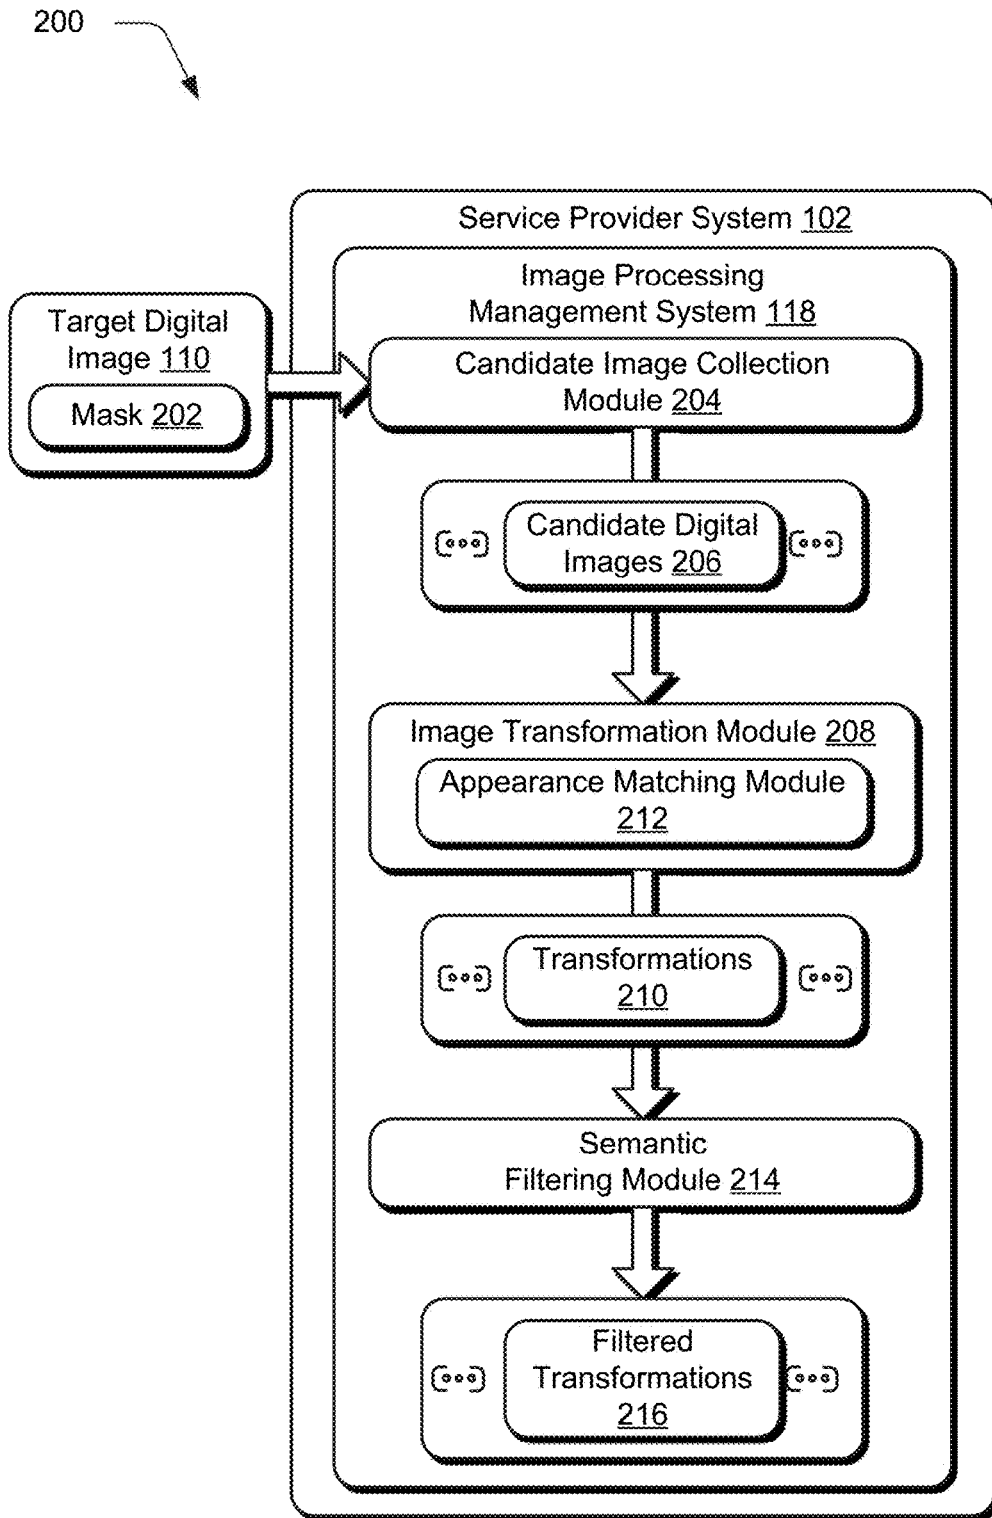 200
Service Provider System 102
Image Processing
Management System 118
Target Digital
Image 110
Mask 202
Candidate Image Collection
Module 204
Candidate Digital
Images 206
Image Transformation Module 208
Appearance Matching Module
212
Transformations
210
Semantic
Filtering Module 214
Filtered
Transformations
216